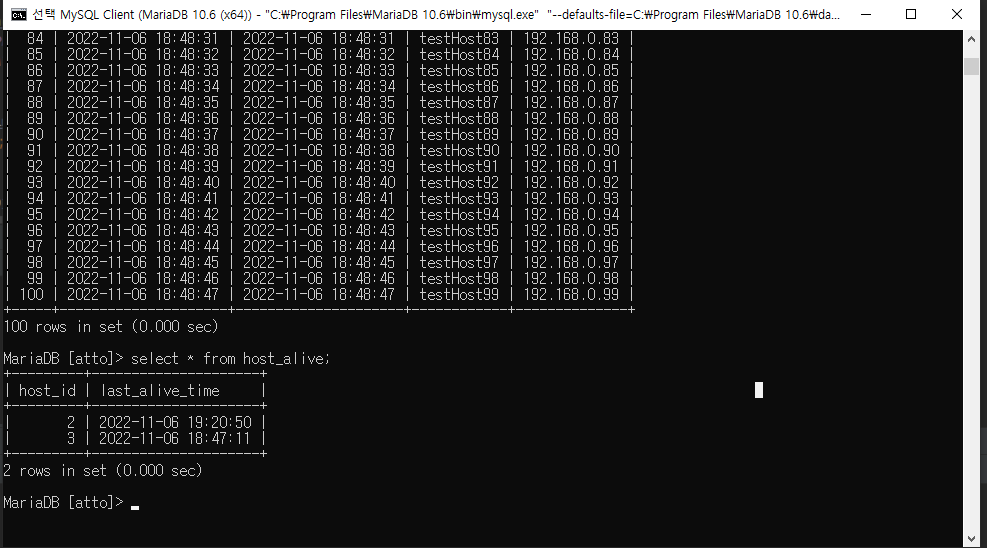 선택 MySQL Client (MariaDB 10.6 (x64)) - "C:₩Program Files₩MariaDB 10.6₩bin₩mysql.exe"  "--defaults-file=C:₩Program Files₩MariaDB 10.6₩da...
|   84 | 2022-11-06 18:48:31 | 2022-11-06 18:48:31 | testHost83 | 192.168.0.83 |
|   85 | 2022-11-06 18:48:32 | 2022-11-06 18:48:32 | testHost84 | 192.168.0.84 |
|   86 | 2022-11-06 18:48:33 | 2022-11-06 18:48:33 | testHost85 | 192.168.0.85 |
|   87 | 2022-11-06 18:48:34 | 2022-11-06 18:48:34 | testHost86 | 192.168.0.86 |
|   88 | 2022-11-06 18:48:35 | 2022-11-06 18:48:35 | testHost87 | 192.168.0.87 |
|   89 | 2022-11-06 18:48:36 | 2022-11-06 18:48:36 | testHost88 | 192.168.0.88 |
|   90 | 2022-11-06 18:48:37 | 2022-11-06 18:48:37 | testHost89 | 192.168.0.89 |
|   91 | 2022-11-06 18:48:38 | 2022-11-06 18:48:38 | testHost90 | 192.168.0.90 |
|   92 | 2022-11-06 18:48:39 | 2022-11-06 18:48:39 | testHost91 | 192.168.0.91 |
|   93 | 2022-11-06 18:48:40 | 2022-11-06 18:48:40 | testHost92 | 192.168.0.92 |
|   94 | 2022-11-06 18:48:41 | 2022-11-06 18:48:41 | testHost93 | 192.168.0.93 |
|   95 | 2022-11-06 18:48:42 | 2022-11-06 18:48:42 | testHost94 | 192.168.0.94 |
|   96 | 2022-11-06 18:48:43 | 2022-11-06 18:48:43 | testHost95 | 192.168.0.95 |
|   97 | 2022-11-06 18:48:44 | 2022-11-06 18:48:44 | testHost96 | 192.168.0.96 |
|   98 | 2022-11-06 18:48:45 | 2022-11-06 18:48:45 | testHost97 | 192.168.0.97 |
|   99 | 2022-11-06 18:48:46 | 2022-11-06 18:48:46 | testHost98 | 192.168.0.98 |
|  100 | 2022-11-06 18:48:47 | 2022-11-06 18:48:47 | testHost99 | 192.168.0.99 |
+------+---------------------+---------------------+------------+--------------+
100 rows in set (0.000 sec)
MariaDB [atto]> select * from host_alive;
+---------+---------------------+
| host_id | last_alive_time     |
+---------+---------------------+
|       2 | 2022-11-06 19:20:50 |
|       3 | 2022-11-06 18:47:11 |
+---------+---------------------+
2 rows in set (0.000 sec)
MariaDB [atto]> _